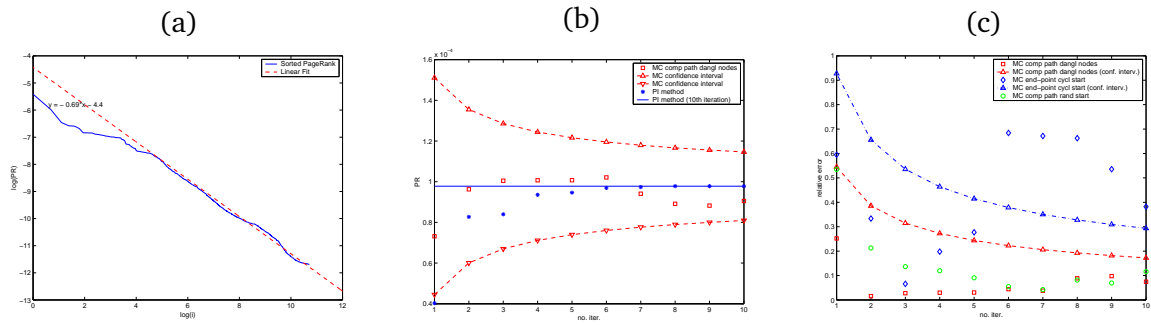 (a)
−4
−5
−6
−7
−8
−9
−10
−11
−12
−13
0 2 4 6 8 10 12
log(PR)
log(i)
y = − 0.69*x − 4.4
Sorted PageRank
Linear Fit
(b)
x 10⁻⁴
1.6
1.4
1.2
1
0.8
0.6
0.4
1 2 3 4 5 6 7 8 9 10
PR
no. iter.
MC comp path dangl nodes
MC confidence interval
MC confidence interval
PI method
PI method (10th iteration)
(c)
1
0.9
0.8
0.7
0.6
0.5
0.4
0.3
0.2
0.1
0
1 2 3 4 5 6 7 8 9 10
relative error
no. iter.
MC comp path dangl nodes
MC comp path dangl nodes (conf. interv.)
MC end−point cycl start
MC end−point cycl start (conf. interv.)
MC comp path rand start